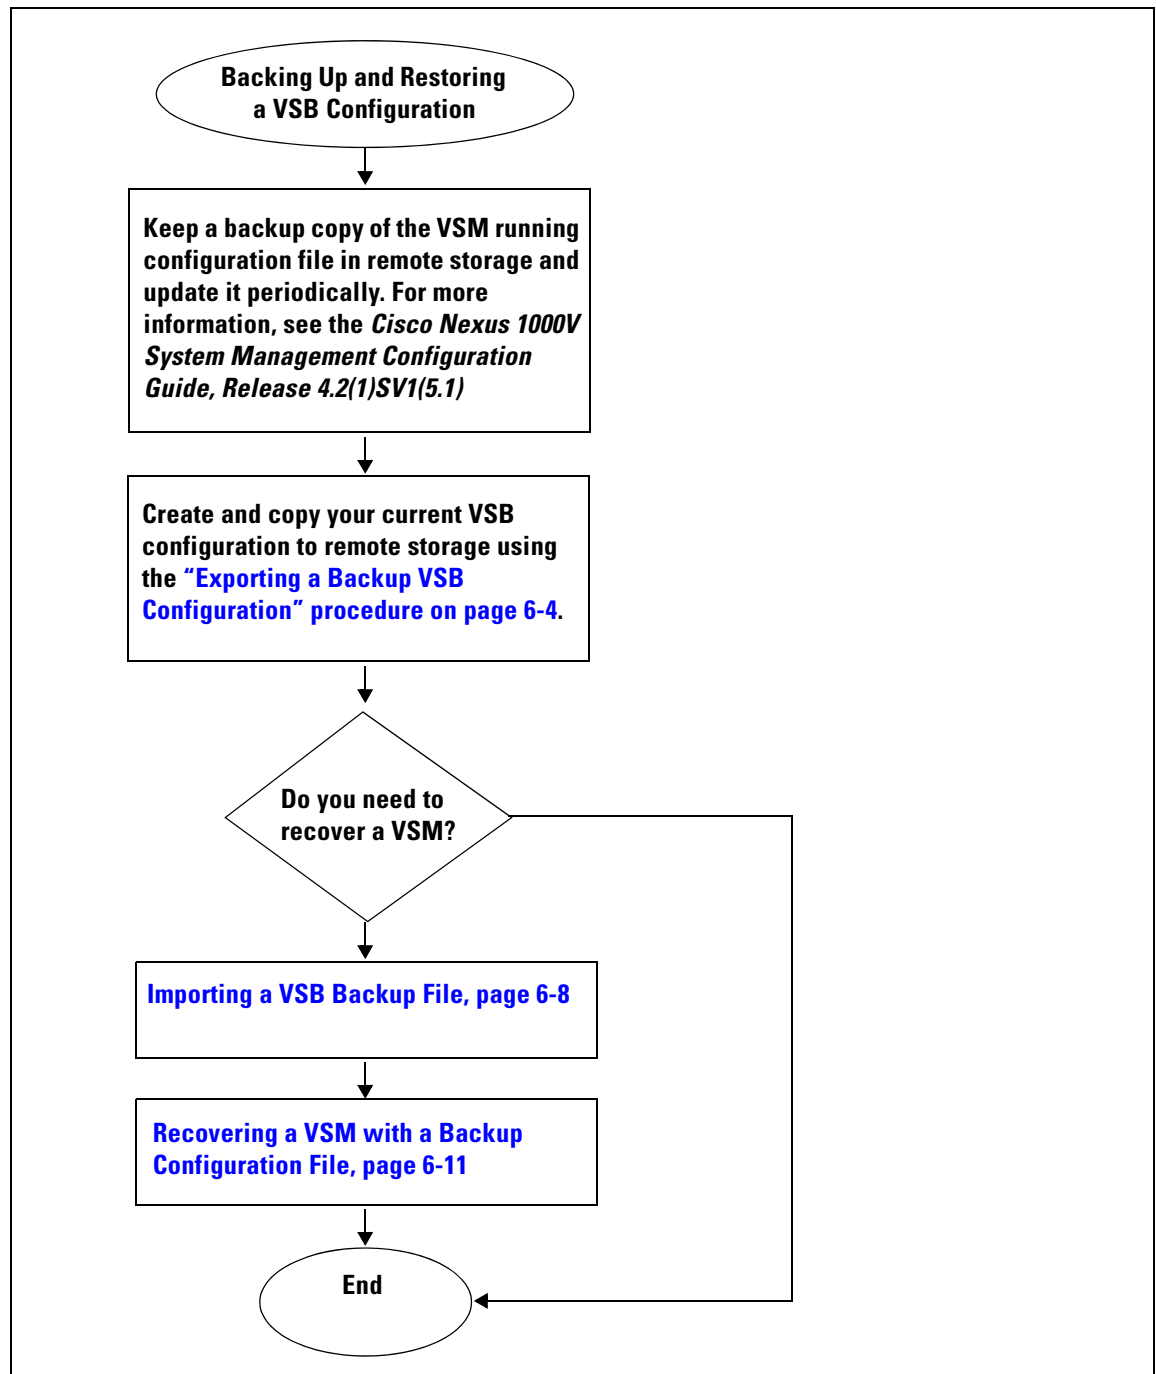 Backing Up and Restoring
a VSB Configuration
Keep a backup copy of the VSM running
configuration file in remote storage and
update it periodically. For more
information, see the Cisco Nexus 1000V
System Management Configuration
Guide, Release 4.2(1)SV1(5.1)
Create and copy your current VSB
configuration to remote storage using
the “Exporting a Backup VSB
Configuration” procedure on page 6-4.
Do you need to
recover a VSM?
Importing a VSB Backup File, page 6-8
Recovering a VSM with a Backup
Configuration File, page 6-11
End